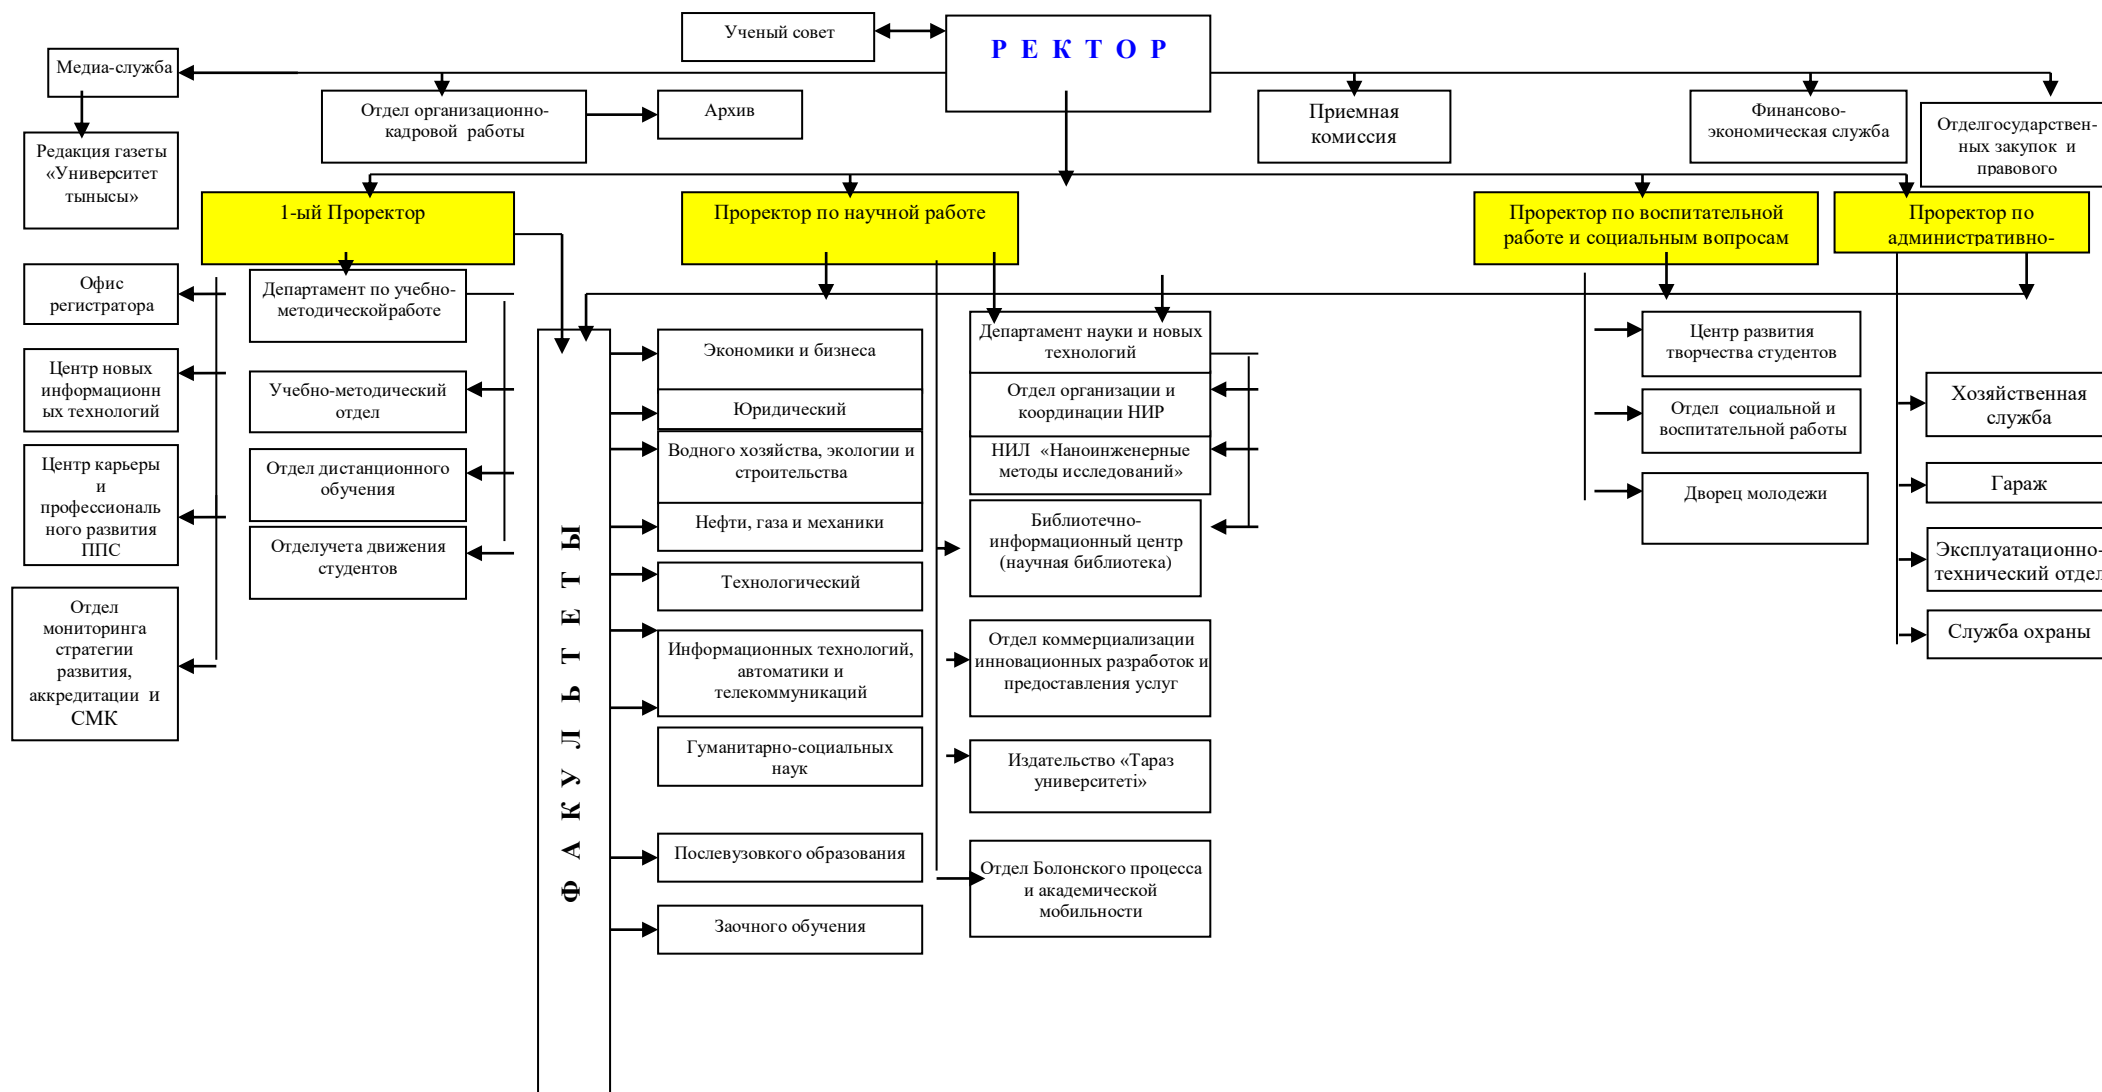 Ученый совет
Р Е К Т О Р
Медиа-служба
Отдел организационно-
кадровой работы
Архив
Приемная
комиссия
Финансово-
экономическая служба
Отделгосударствен-
ных закупок и
правового
Редакция газеты
«Университет
тынысы»
1-ый Проректор
Проректор по научной работе
Проректор по воспитательной
работе и социальным вопросам
Проректор по
административно-
Офис
регистратора
Центр новых
информационн
ых технологий
Центр карьеры
и
профессиональ
ного развития
ППС
Отдел
мониторинга
стратегии
развития,
аккредитации и
СМК
Департамент по учебно-
методическойработе
Учебно-методический
отдел
Отдел дистанционного
обучения
Отделучета движения
студентов
Ф А К У Л Ь Т Е Т Ы
Экономики и бизнеса
Юридический
Водного хозяйства, экологии и
строительства
Нефти, газа и механики
Технологический
Информационных технологий,
автоматики и
телекоммуникаций
Гуманитарно-социальных
наук
Послевузовкого образования
Заочного обучения
Департамент науки и новых
технологий
Отдел организации и
координации НИР
НИЛ «Наноинженерные
методы исследований»
Библиотечно-
информационный центр
(научная библиотека)
Отдел коммерциализации
инновационных разработок и
предоставления услуг
Издательство «Тараз
университеті»
Отдел Болонского процесса
и академической
мобильности
Центр развития
творчества студентов
Отдел социальной и
воспитательной работы
Дворец молодежи
Хозяйственная
служба
Гараж
Эксплуатационно-
технический отдел
Служба охраны